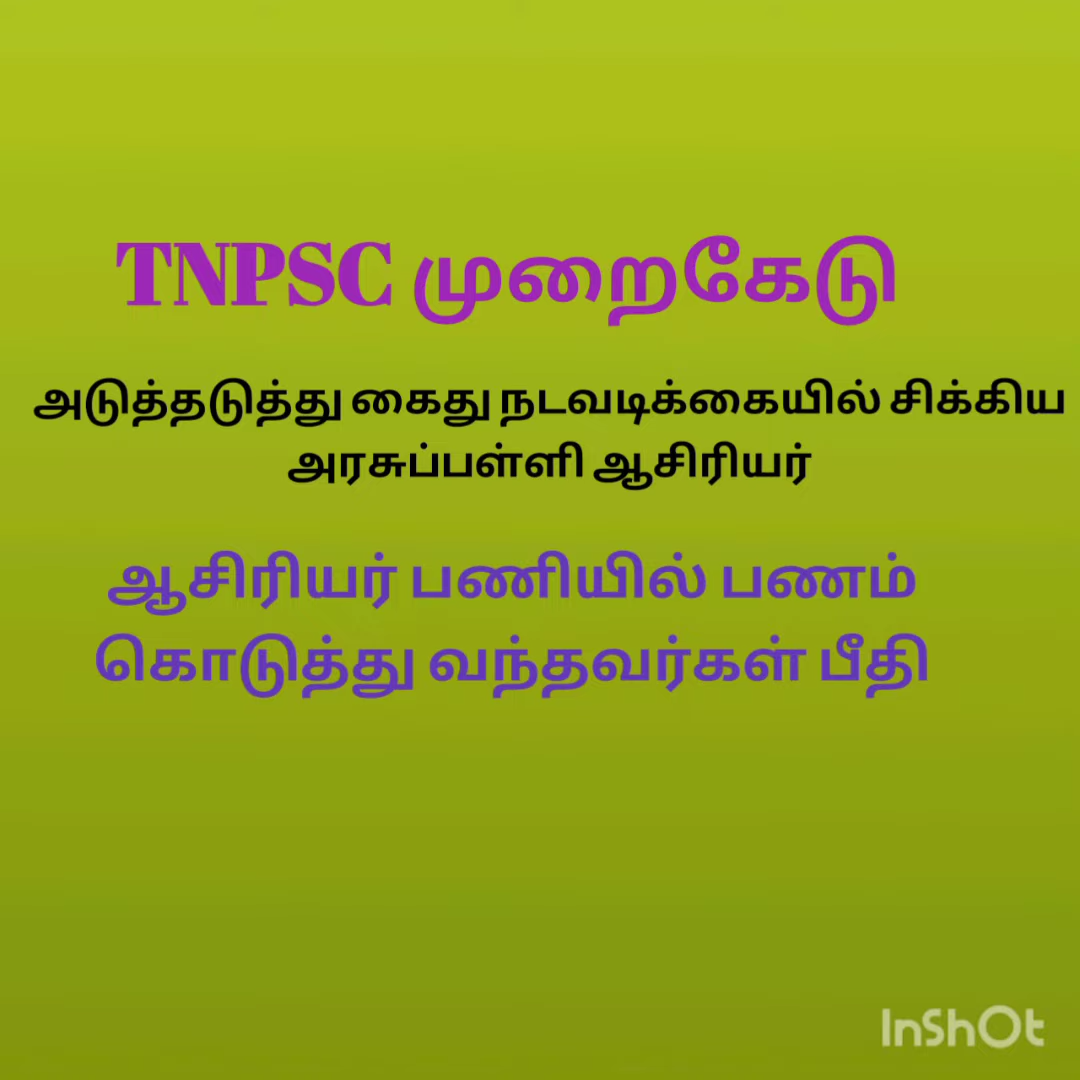 TNPSC முறைகேடு
அடுத்தடுத்து கைது நடவடிக்கையில் சிக்கிய
அரசுப்பள்ளி ஆசிரியர்
ஆசிரியர் பணியில் பணம்
கொடுத்து வந்தவர்கள் பீதி
InShOt